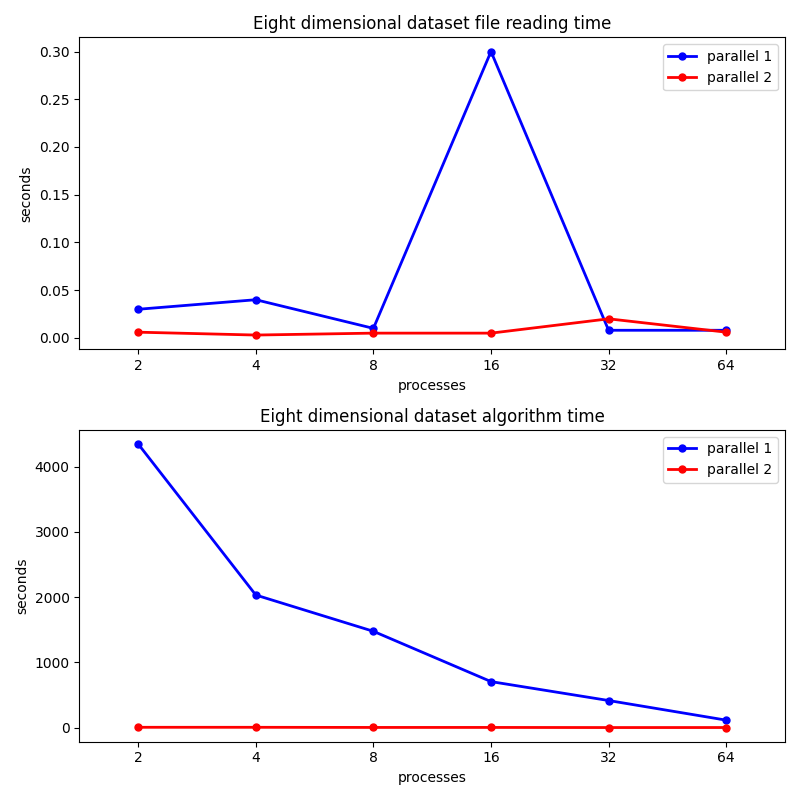 Eight dimensional dataset file reading time
parallel 1
parallel 2
0.30
0.25
0.20
0.15
0.10
0.05
0.00
seconds
2 4 8 16 32 64
processes
Eight dimensional dataset algorithm time
parallel 1
parallel 2
4000
3000
2000
1000
0
seconds
2 4 8 16 32 64
processes